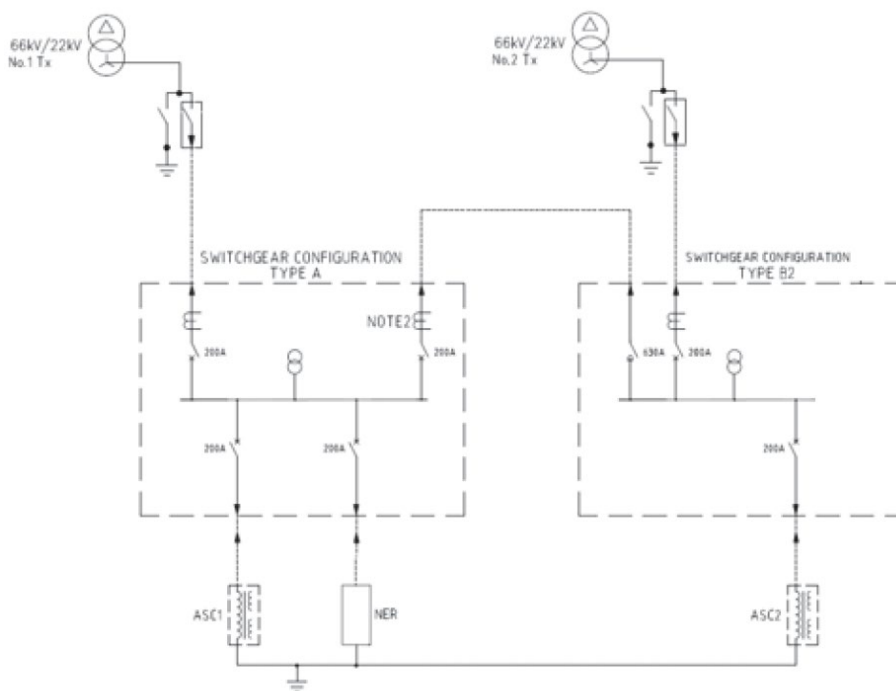 66kV/22kV
No.1 Tx
66kV/22kV
No.2 Tx
SWITCHGEAR CONFIGURATION
TYPE A
SWITCHGEAR CONFIGURATION
TYPE B2
NOTE2
200A
200A
630A
200A
200A
200A
200A
ASC1
NER
ASC2